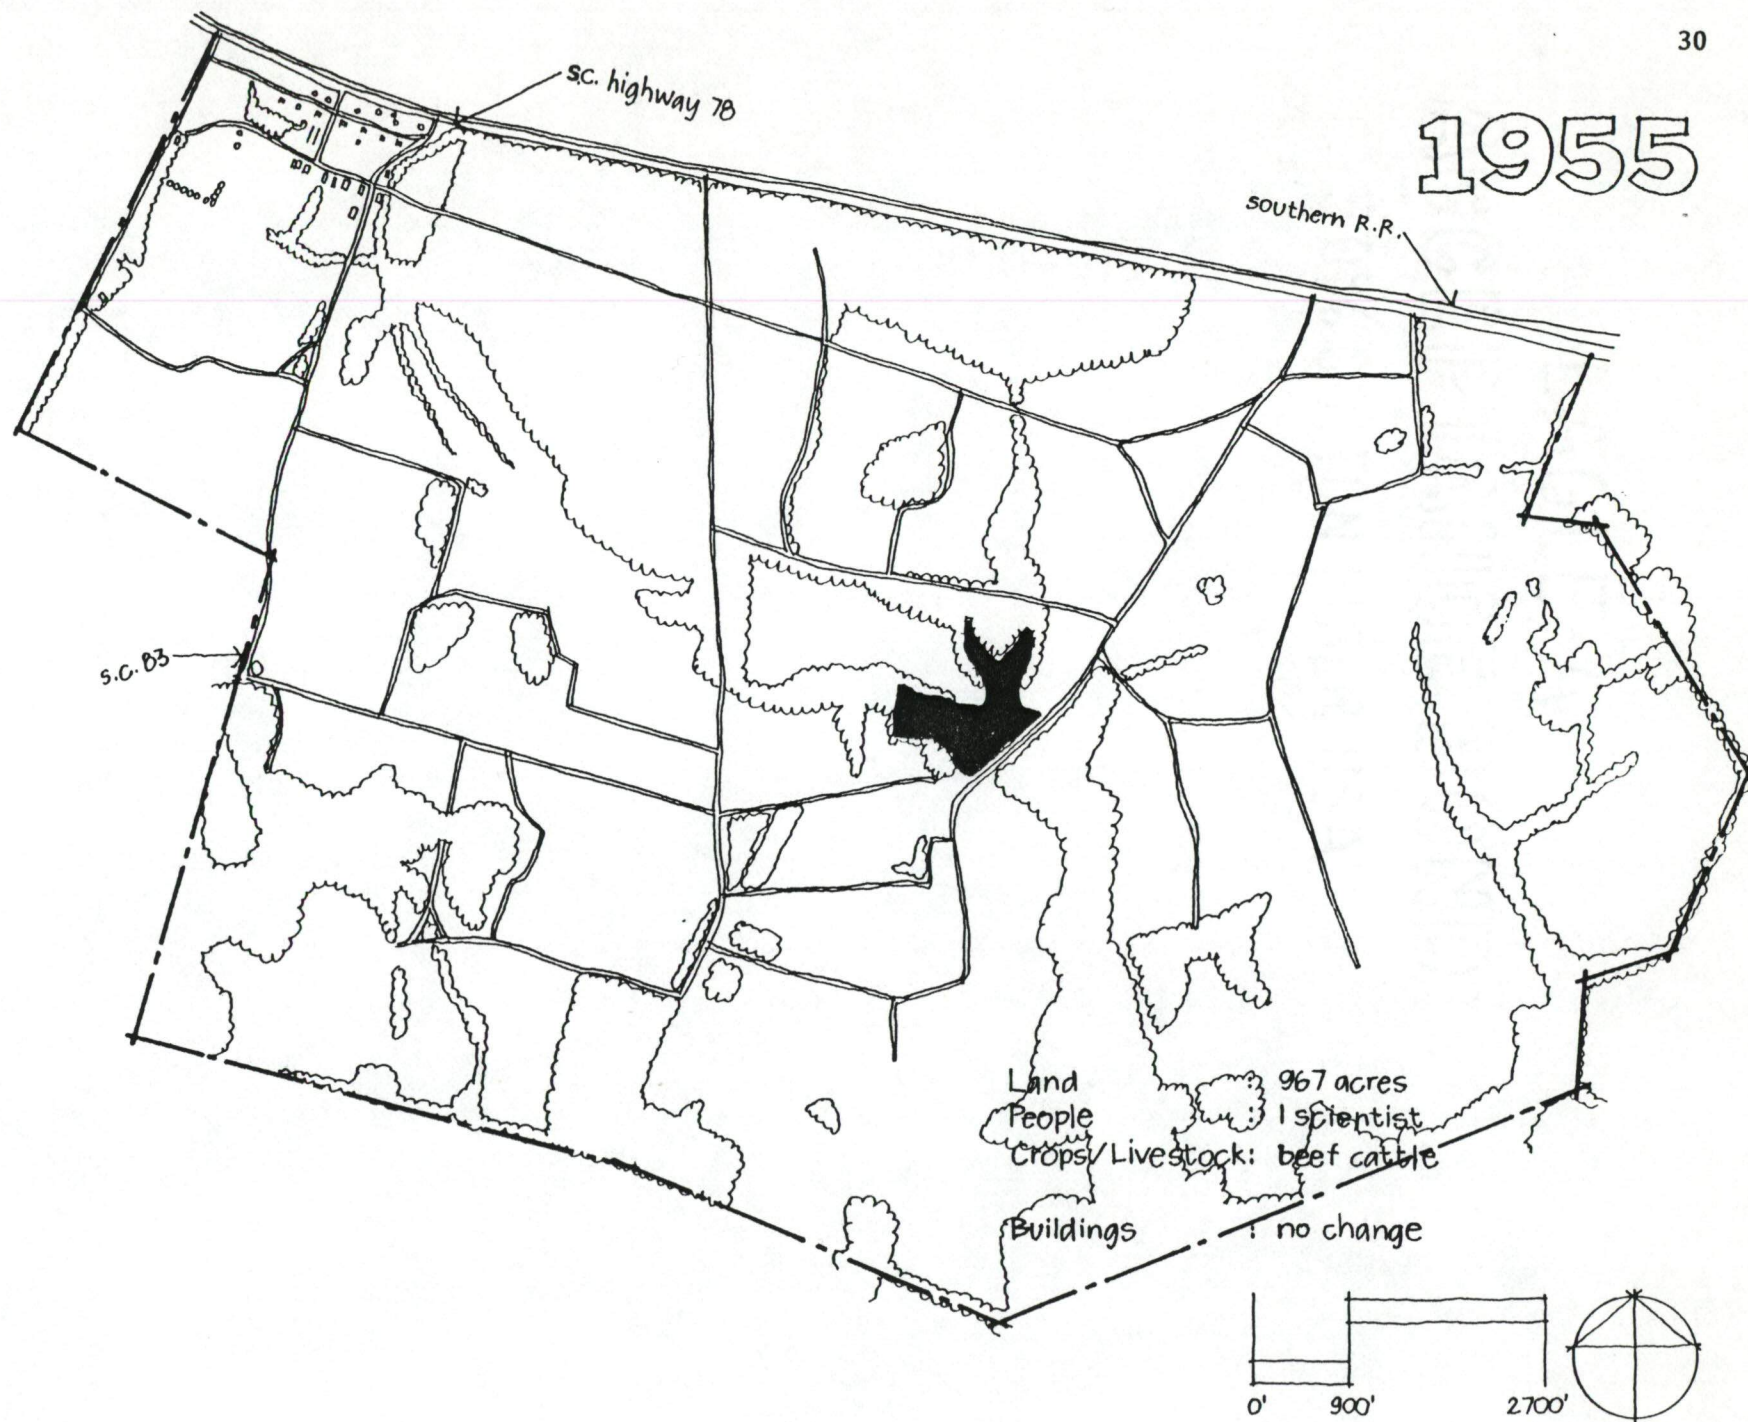 30
s.c. highway 78
1955
southern R.R.
s.c. 83
Land : 967 acres
People : 1 scientist
Crops/Livestock: beef cattle
Buildings : no change
0' 900' 2700'